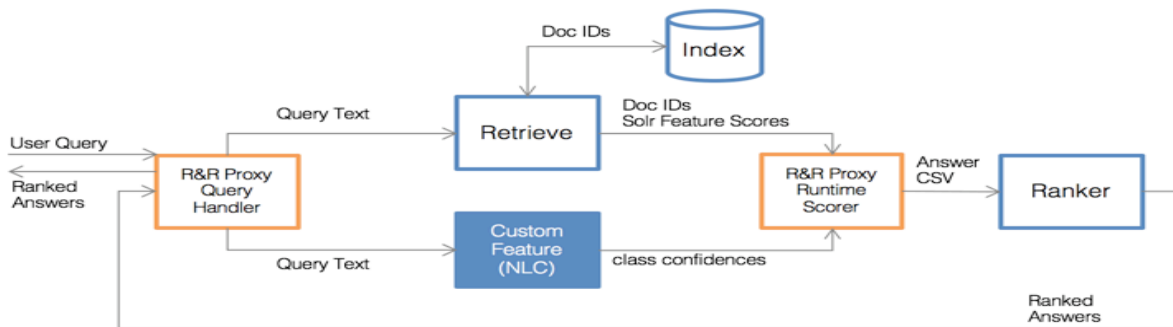 Doc IDs
Index
Query Text
Retrieve
Doc IDs
Solr Feature Scores
User Query
Ranked
Answers
R&R Proxy
Query
Handler
R&R Proxy
Runtime
Scorer
Answer
CSV
Ranker
Query Text
Custom
Feature
(NLC)
class confidences
Ranked
Answers